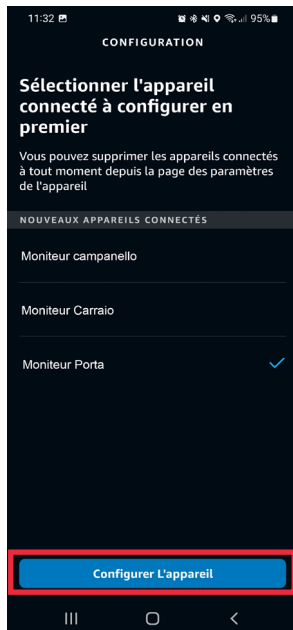 11:32 95%
CONFIGURATION
Sélectionner l'appareil
connecté à configurer en
premier
Vous pouvez supprimer les appareils connectés
à tout moment depuis la page des paramètres
de l'appareil
NOUVEAUX APPAREILS CONNECTÉS
Moniteur campanello
Moniteur Carraio
Moniteur Porta
Configurer L'appareil